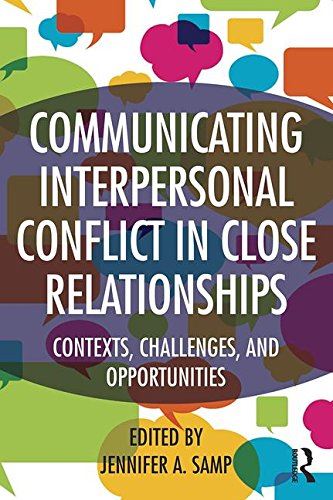 COMMUNICATING
INTERPERSONAL
CONFLICT IN CLOSE
RELATIONSHIPS
CONTEXTS, CHALLENGES, AND
OPPORTUNITIES
EDITED BY
JENNIFER A. SAMP
ROUTLEDGE